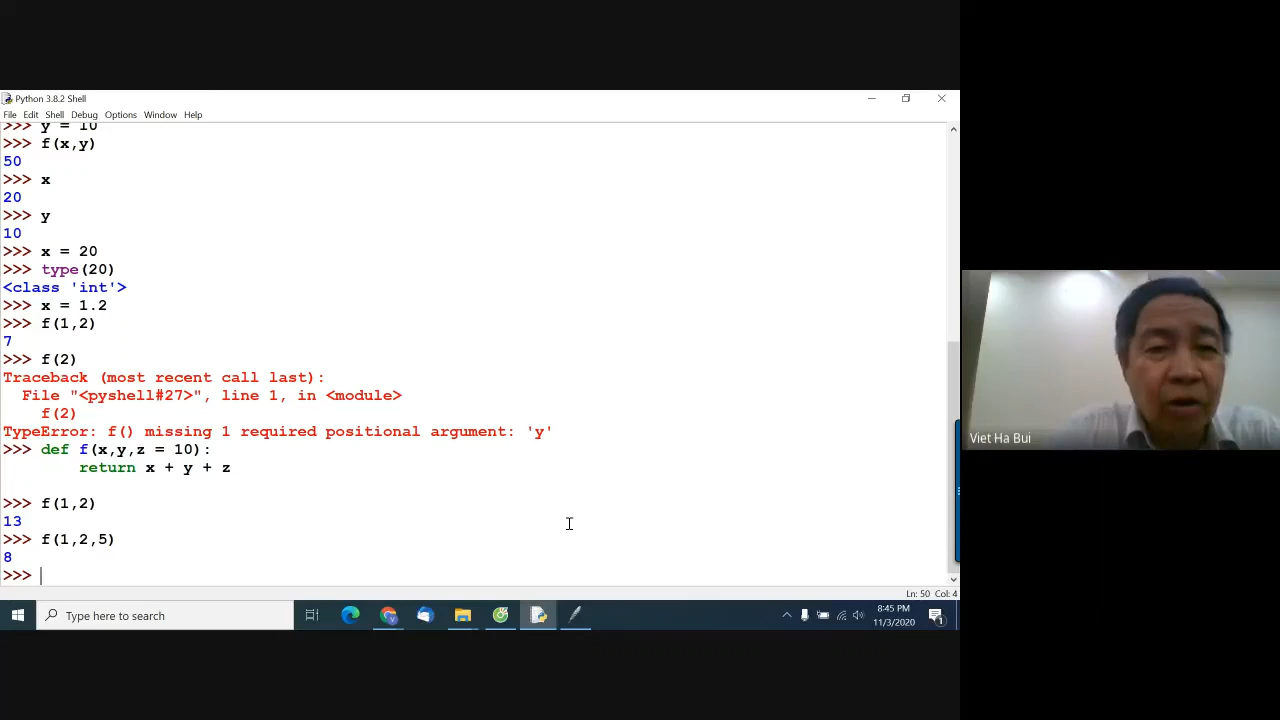 Python 3.8.2 Shell
File Edit Shell Debug Options Window Help
>>> y = 10
>>> f(x,y)
50
>>> x
20
>>> y
10
>>> x = 20
>>> type(20)
<class 'int'>
>>> x = 1.2
>>> f(1,2)
7
>>> f(2)
Traceback (most recent call last):
  File "<pyshell#27>", line 1, in <module>
    f(2)
TypeError: f() missing 1 required positional argument: 'y'
>>> def f(x,y,z = 10):
        return x + y + z
>>> f(1,2)
13
>>> f(1,2,5)
8
>>>
Ln: 50 Col: 4
Type here to search
8:45 PM
11/3/2020
1
Viet Ha Bui